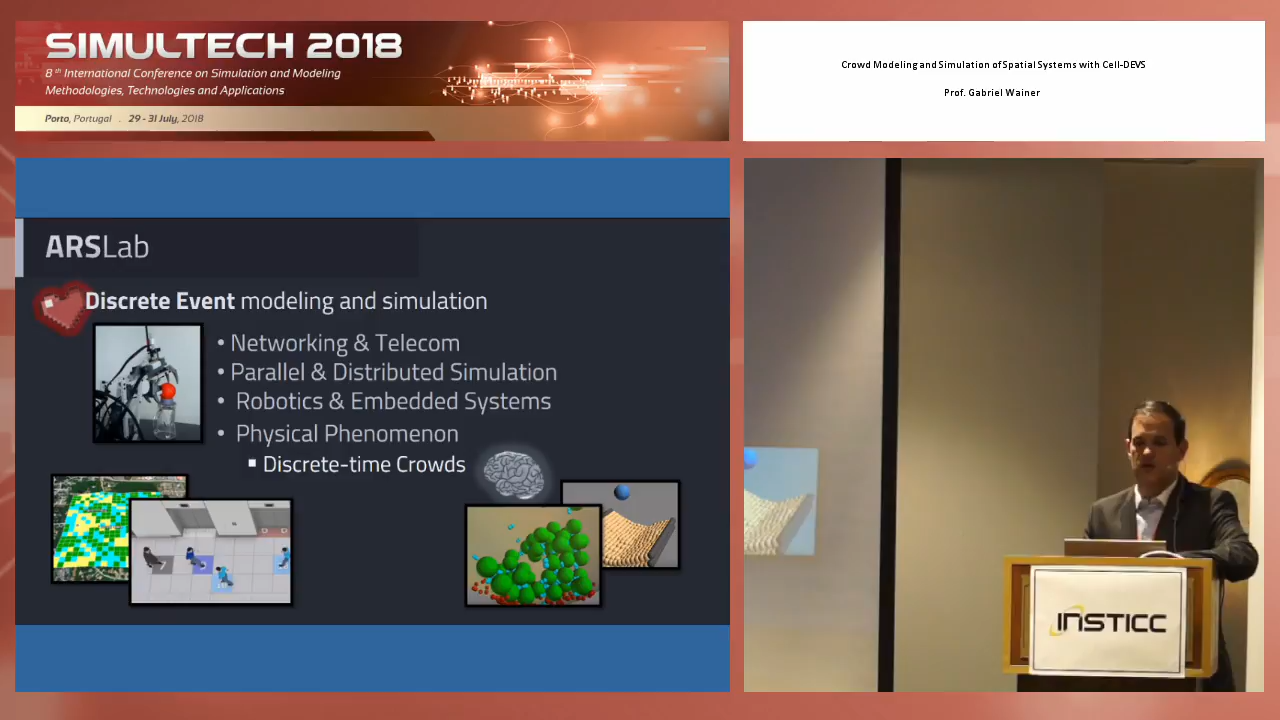 SIMULTECH 2018
8th International Conference on Simulation and Modeling
Methodologies, Technologies and Applications
Porto, Portugal . 29 - 31 July, 2018
Crowd Modeling and Simulation of Spatial Systems with Cell-DEVS
Prof. Gabriel Wainer
ARSLab
Discrete Event modeling and simulation
• Networking & Telecom
• Parallel & Distributed Simulation
• Robotics & Embedded Systems
• Physical Phenomenon
▪ Discrete-time Crowds
INSTICC